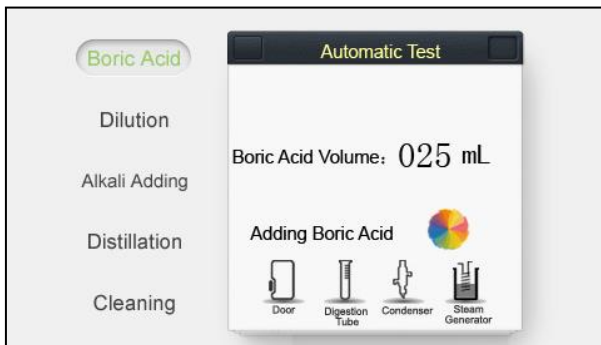 Boric Acid
Dilution
Alkali Adding
Distillation
Cleaning
Automatic Test
Boric Acid Volume: 025 mL
Adding Boric Acid
Door
Digestion
Tube
Condenser
Steam
Generator